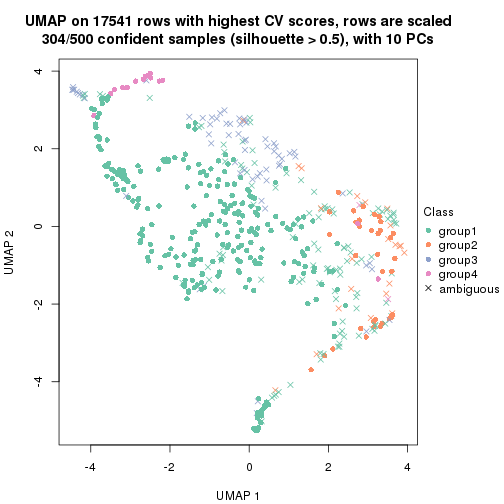 UMAP on 17541 rows with highest CV scores, rows are scaled
304/500 confident samples (silhouette > 0.5), with 10 PCs
4
2
0
-2
-4
UMAP 2
-4 -2 0 2 4
UMAP 1
Class
group1
group2
group3
group4
ambiguous